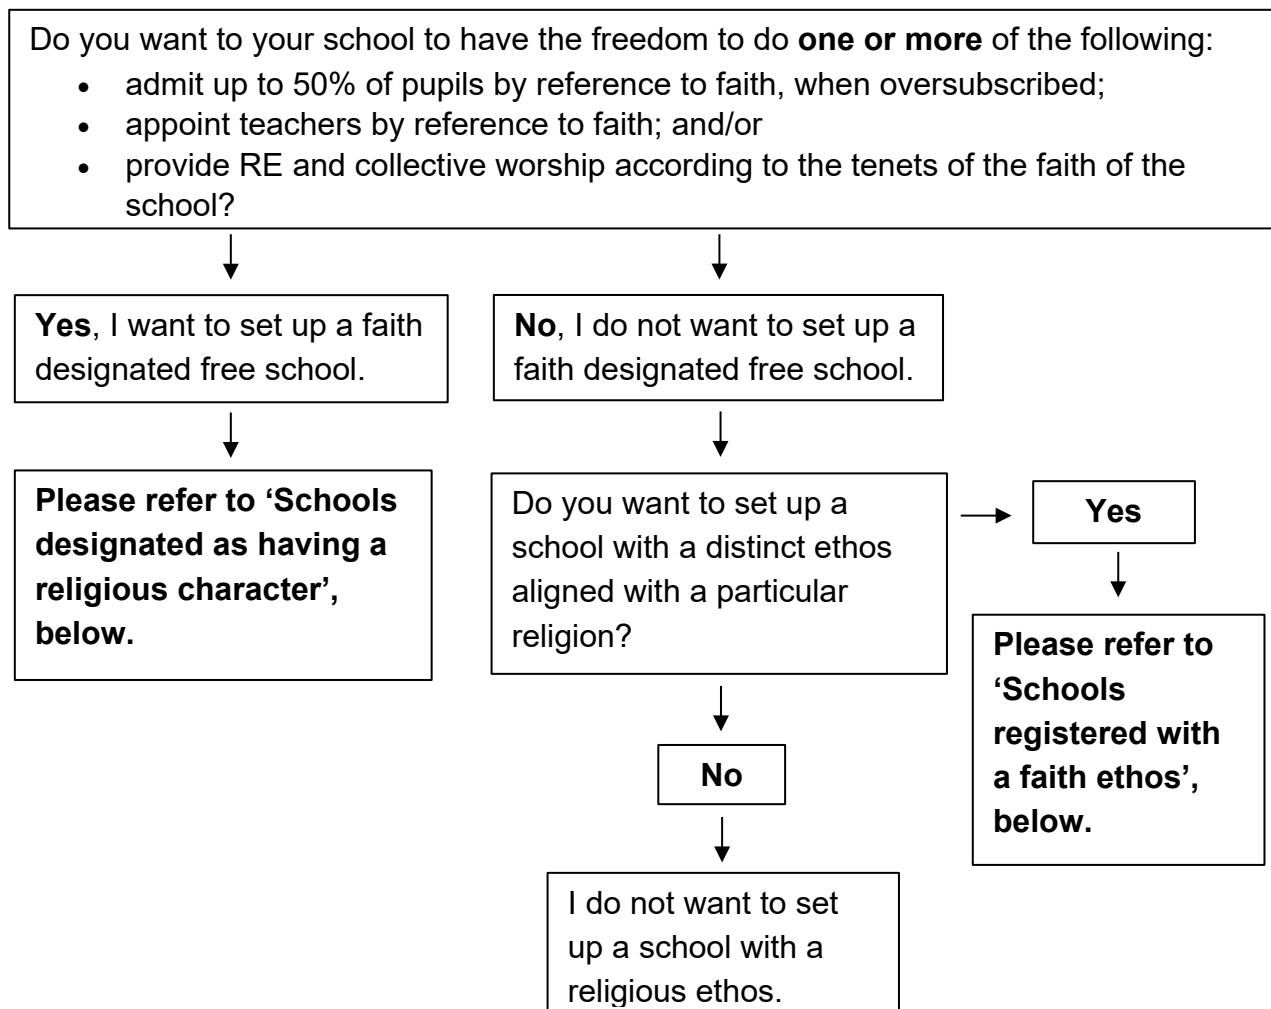 Do you want to your school to have the freedom to do one or more of the following:
• admit up to 50% of pupils by reference to faith, when oversubscribed;
• appoint teachers by reference to faith; and/or
• provide RE and collective worship according to the tenets of the faith of the
school?
Yes, I want to set up a faith
designated free school.
No, I do not want to set up a
faith designated free school.
Please refer to ‘Schools
designated as having a
religious character’,
below.
Do you want to set up a
school with a distinct ethos
aligned with a particular
religion?
Yes
Please refer to
‘Schools
registered with
a faith ethos’,
below.
No
I do not want to set
up a school with a
religious ethos.